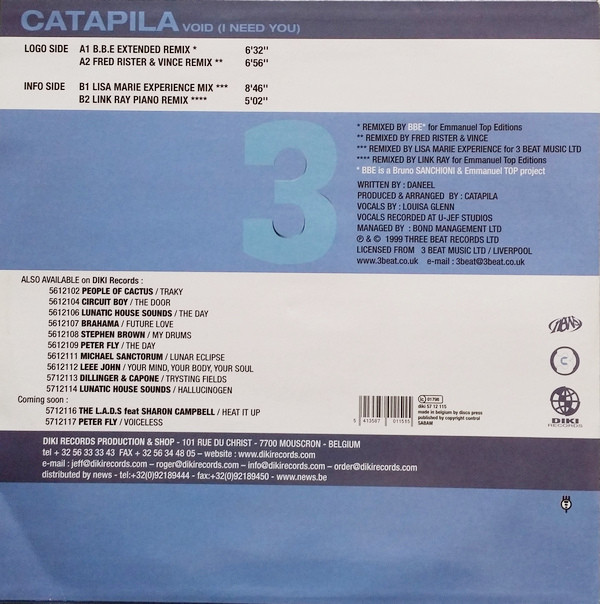 CATAPILA VOID (I NEED YOU)
LOGO SIDE A1 B.B.E EXTENDED REMIX * 6'32''
A2 FRED RISTER & VINCE REMIX ** 6'56''
INFO SIDE B1 LISA MARIE EXPERIENCE MIX *** 8'46''
B2 LINK RAY PIANO REMIX **** 5'02''
3
* REMIXED BY BBE* for Emmanuel Top Editions
** REMIXED BY FRED RISTER & VINCE
*** REMIXED BY LISA MARIE EXPERIENCE for 3 BEAT MUSIC LTD
**** REMIXED BY LINK RAY for Emmanuel Top Editions
* BBE is a Bruno SANCHIONI & Emmanuel TOP project
WRITTEN BY : DANEEL
PRODUCED & ARRANGED BY : CATAPILA
VOCALS BY : LOUISA GLENN
VOCALS RECORDED AT U-JEF STUDIOS
MANAGED BY : BOND MANAGEMENT LTD
℗ & © 1999 THREE BEAT RECORDS LTD
LICENSED FROM 3 BEAT MUSIC LTD / LIVERPOOL
www.3beat.co.uk e-mail : 3beat@3beat.co.uk
ALSO AVAILABLE on DIKI Records :
5612102 PEOPLE OF CACTUS / TRAKY
5612104 CIRCUIT BOY / THE DOOR
5612106 LUNATIC HOUSE SOUNDS / THE DAY
5612107 BRAHAMA / FUTURE LOVE
5612108 STEPHEN BROWN / MY DRUMS
5612109 PETER FLY / THE DAY
5612111 MICHAEL SANCTORUM / LUNAR ECLIPSE
5612112 LEEE JOHN / YOUR MIND, YOUR BODY, YOUR SOUL
5712113 DILLINGER & CAPONE / TRYSTING FIELDS
5712114 LUNATIC HOUSE SOUNDS / HALLUCINOGEN
Coming soon :
5712116 THE L.A.D.S feat SHARON CAMPBELL / HEAT IT UP
5712117 PETER FLY / VOICELESS
C
DIKI
RECORDS
5 413587 011515
01796
diki 57 12 115
made in belgium by disco press
published by copyright control
SABAM
DIKI RECORDS PRODUCTION & SHOP - 101 RUE DU CHRIST - 7700 MOUSCRON - BELGIUM
tel + 32 56 33 33 43 FAX + 32 56 34 48 05 – website : www.dikirecords.com
e-mail : jeff@dikirecords.com – roger@dikirecords.com – info@dikirecords.com – order@dikirecords.com
distributed by news - tel:+32(0)92189444 - fax:+32(0)92189450 - www.news.be